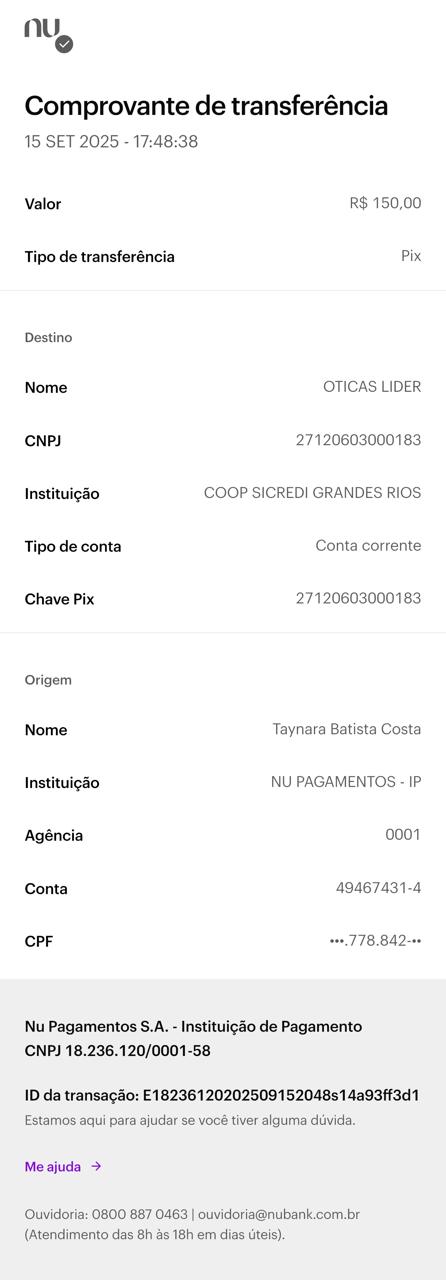 nu
Comprovante de transferência
15 SET 2025 - 17:48:38
Valor R$ 150,00
Tipo de transferência Pix
Destino
Nome OTICAS LIDER
CNPJ 27120603000183
Instituição COOP SICREDI GRANDES RIOS
Tipo de conta Conta corrente
Chave Pix 27120603000183
Origem
Nome Taynara Batista Costa
Instituição NU PAGAMENTOS - IP
Agência 0001
Conta 49467431-4
CPF •••.778.842-••
Nu Pagamentos S.A. - Instituição de Pagamento
CNPJ 18.236.120/0001-58
ID da transação: E18236120202509152048s14a93ff3d1
Estamos aqui para ajudar se você tiver alguma dúvida.
Me ajuda →
Ouvidoria: 0800 887 0463 | ouvidoria@nubank.com.br
(Atendimento das 8h às 18h em dias úteis).